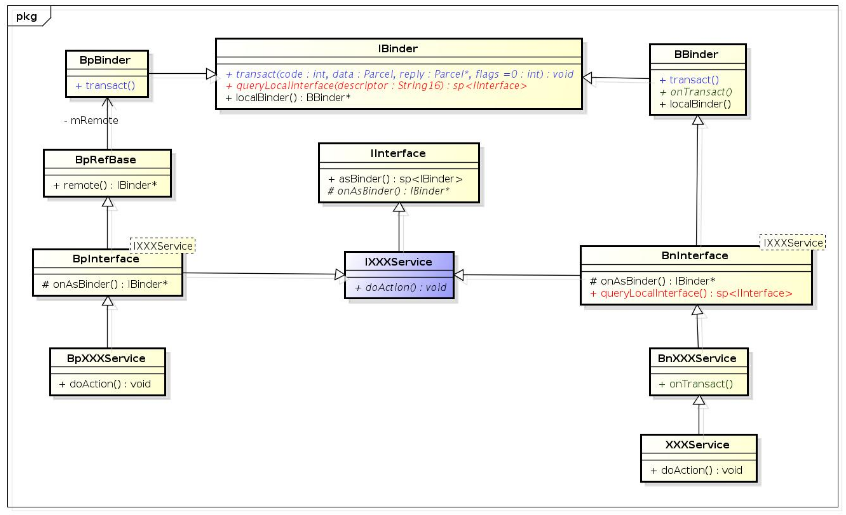 pkg
BpBinder
+ transact()
IBinder
+ transact(code : int, data : Parcel, reply : Parcel*, flags =0 : int) : void
+ queryLocalInterface(descriptor : String16) : sp<IInterface>
+ localBinder() : BBinder*
BBinder
+ transact()
+ onTransact()
+ localBinder()
- mRemote
BpRefBase
+ remote() : IBinder*
IInterface
+ asBinder() : sp<IBinder>
# onAsBinder() : IBinder*
IXXXService
BpInterface
# onAsBinder() : IBinder*
IXXXService
+ doAction() : void
IXXXService
BnInterface
# onAsBinder() : IBinder*
+ queryLocalInterface() : sp<IInterface>
BpXXXService
+ doAction() : void
BnXXXService
+ onTransact()
XXXService
+ doAction() : void